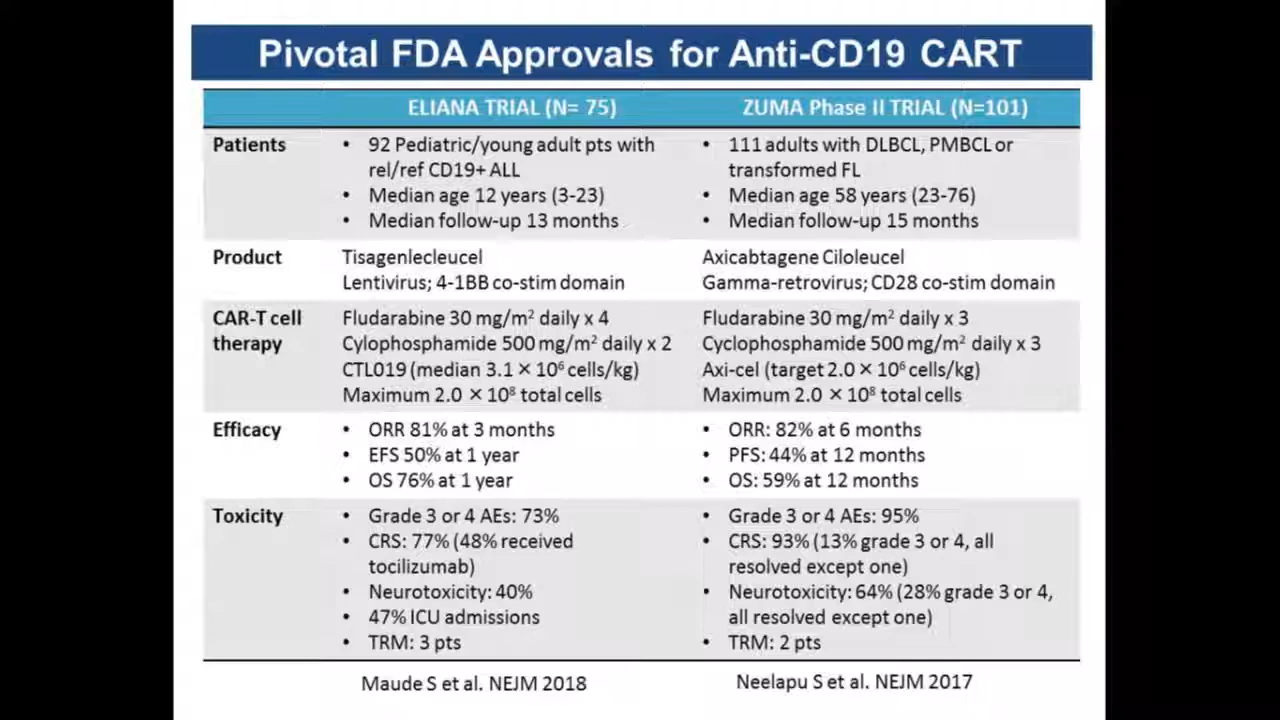 Pivotal FDA Approvals for Anti-CD19 CART
ELIANA TRIAL (N= 75)
ZUMA Phase II TRIAL (N=101)
Patients
• 92 Pediatric/young adult pts with
rel/ref CD19+ ALL
• Median age 12 years (3-23)
• Median follow-up 13 months
• 111 adults with DLBCL, PMBCL or
transformed FL
• Median age 58 years (23-76)
• Median follow-up 15 months
Product
Tisagenlecleucel
Lentivirus; 4-1BB co-stim domain
Axicabtagene Ciloleucel
Gamma-retrovirus; CD28 co-stim domain
CAR-T cell
therapy
Fludarabine 30 mg/m² daily x 4
Cylophosphamide 500 mg/m² daily x 2
CTL019 (median 3.1 × 10⁶ cells/kg)
Maximum 2.0 × 10⁸ total cells
Fludarabine 30 mg/m² daily x 3
Cyclophosphamide 500 mg/m² daily x 3
Axi-cel (target 2.0 × 10⁶ cells/kg)
Maximum 2.0 × 10⁸ total cells
Efficacy
• ORR 81% at 3 months
• EFS 50% at 1 year
• OS 76% at 1 year
• ORR: 82% at 6 months
• PFS: 44% at 12 months
• OS: 59% at 12 months
Toxicity
• Grade 3 or 4 AEs: 73%
• CRS: 77% (48% received
tocilizumab)
• Neurotoxicity: 40%
• 47% ICU admissions
• TRM: 3 pts
• Grade 3 or 4 AEs: 95%
• CRS: 93% (13% grade 3 or 4, all
resolved except one)
• Neurotoxicity: 64% (28% grade 3 or 4,
all resolved except one)
• TRM: 2 pts
Maude S et al. NEJM 2018
Neelapu S et al. NEJM 2017